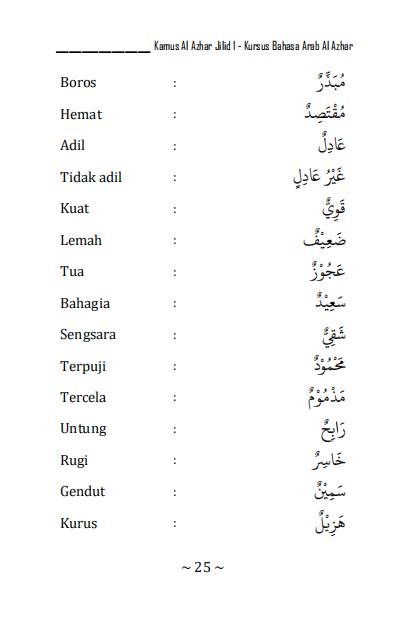 Kamus Al Azhar Jilid I - Kursus Bahasa Arab Al Azhar
Boros : مُبَذِّرٌ
Hemat : مُقْتَصِدٌ
Adil : عَادِلٌ
Tidak adil : غَيْرُ عَادِلٍ
Kuat : قَوِيٌّ
Lemah : ضَعِيْفٌ
Tua : عَجُوْزٌ
Bahagia : سَعِيْدٌ
Sengsara : شَقِيٌّ
Terpuji : مَحْمُوْدٌ
Tercela : مَذْمُوْمٌ
Untung : رَابِحٌ
Rugi : خَاسِرٌ
Gendut : سَمِيْنٌ
Kurus : هَزِيْلٌ
~ 25 ~